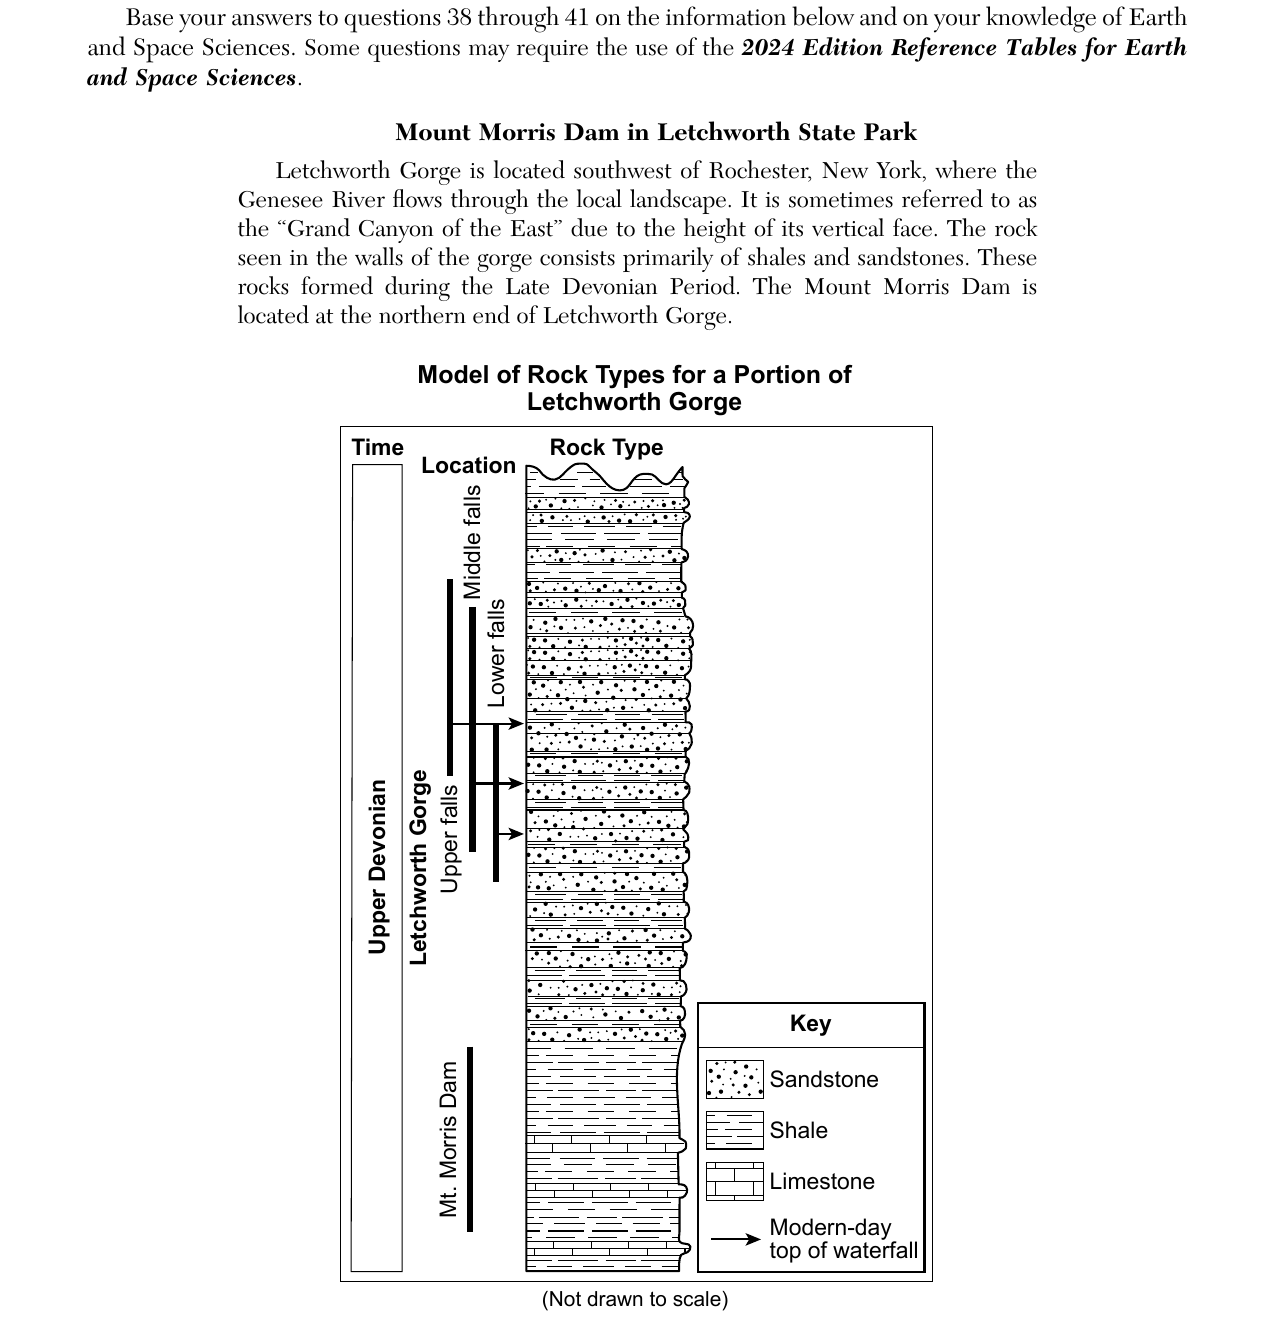 Base your answers to questions 38 through 41 on the information below and on your knowledge of Earth
and Space Sciences. Some questions may require the use of the 2024 Edition Reference Tables for Earth
and Space Sciences.
Mount Morris Dam in Letchworth State Park
Letchworth Gorge is located southwest of Rochester, New York, where the
Genesee River flows through the local landscape. It is sometimes referred to as
the “Grand Canyon of the East” due to the height of its vertical face. The rock
seen in the walls of the gorge consists primarily of shales and sandstones. These
rocks formed during the Late Devonian Period. The Mount Morris Dam is
located at the northern end of Letchworth Gorge.
Model of Rock Types for a Portion of
Letchworth Gorge
Time
Location
Rock Type
Upper Devonian
Letchworth Gorge
Upper falls
Middle falls
Lower falls
Mt. Morris Dam
Key
Sandstone
Shale
Limestone
Modern-day
top of waterfall
(Not drawn to scale)